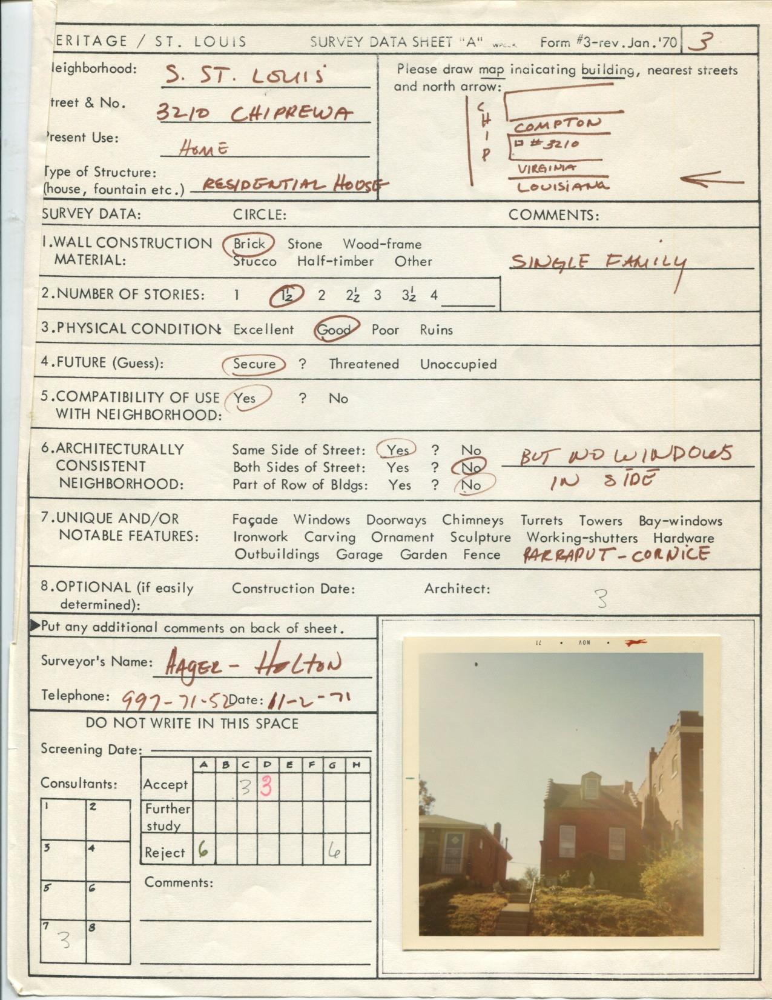 ERITAGE / ST. LOUIS SURVEY DATA SHEET "A" Form #3-rev.Jan.'70 3
eighborhood: S. ST. LOUIS
treet & No. 3210 CHIPREWA
resent Use: HOME
Type of Structure:
(house, fountain etc.) RESIDENTIAL HOUSE
Please draw map inaicating building, nearest streets
and north arrow:
CHIP
COMPTON
#3210
VIRGINIA
LOUISIANA
SURVEY DATA: CIRCLE: COMMENTS:
1.WALL CONSTRUCTION Brick Stone Wood-frame
MATERIAL: Stucco Half-timber Other SINGLE FAMILY
2.NUMBER OF STORIES: 1 1½ 2 2½ 3 3½ 4
3.PHYSICAL CONDITION: Excellent Good Poor Ruins
4.FUTURE (Guess): Secure ? Threatened Unoccupied
5.COMPATIBILITY OF USE Yes ? No
WITH NEIGHBORHOOD:
6.ARCHITECTURALLY Same Side of Street: Yes ? No BUT NO WINDOWS
CONSISTENT Both Sides of Street: Yes ? No
NEIGHBORHOOD: Part of Row of Bldgs: Yes ? No IN SIDE
7.UNIQUE AND/OR Façade Windows Doorways Chimneys Turrets Towers Bay-windows
NOTABLE FEATURES: Ironwork Carving Ornament Sculpture Working-shutters Hardware
Outbuildings Garage Garden Fence PARRAPUT - CORNICE
8.OPTIONAL (if easily Construction Date: Architect: 3
determined):
Put any additional comments on back of sheet.
Surveyor's Name: HAGER - HOLTON
Telephone: 997-71-52 Date: 11-2-71
DO NOT WRITE IN THIS SPACE
Screening Date:
A B C D E F G H
Consultants: Accept 3 3
1 2
Further
study
3 4
Reject 6 6
5 6
Comments:
7 8
3
71 • NOV •